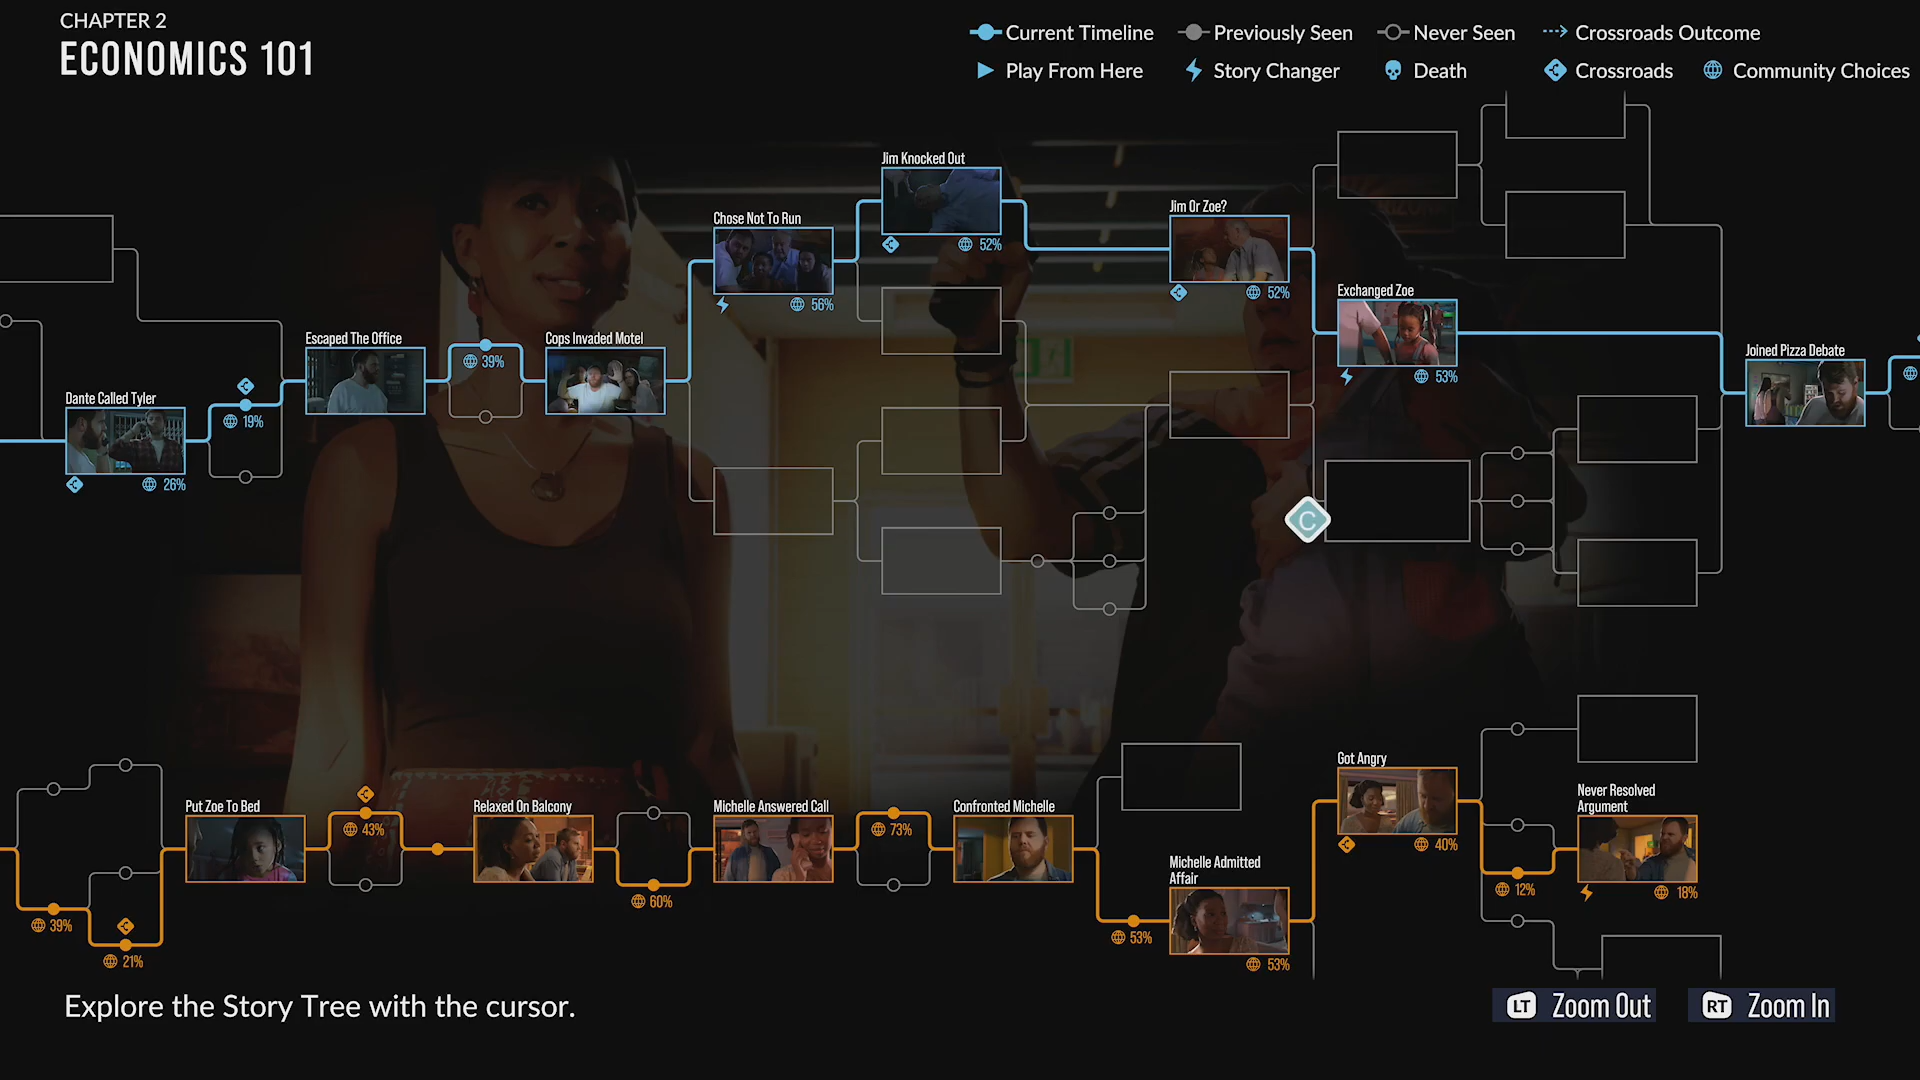 CHAPTER 2
ECONOMICS 101
Current Timeline
Previously Seen
Never Seen
Crossroads Outcome
Play From Here
Story Changer
Death
Crossroads
Community Choices
Jim Knocked Out
52%
Chose Not To Run
56%
Jim Or Zoe?
52%
Exchanged Zoe
53%
Escaped The Office
39%
Cops Invaded Motel
Joined Pizza Debate
Dante Called Tyler
26%
19%
C
Put Zoe To Bed
39%
21%
43%
Relaxed On Balcony
60%
Michelle Answered Call
73%
Confronted Michelle
53%
Michelle Admitted
Affair
53%
Got Angry
40%
12%
Never Resolved
Argument
18%
Explore the Story Tree with the cursor.
LT Zoom Out
RT Zoom In